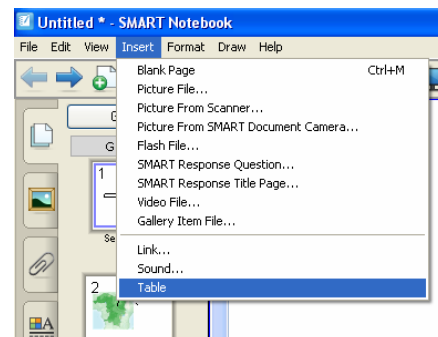 Untitled * - SMART Notebook
File Edit View Insert Format Draw Help
Blank Page Ctrl+M
Picture File...
Picture From Scanner...
Picture From SMART Document Camera...
Flash File...
SMART Response Question...
SMART Response Title Page...
Video File...
Gallery Item File...
Link...
Sound...
Table
G
1
Se
2
A